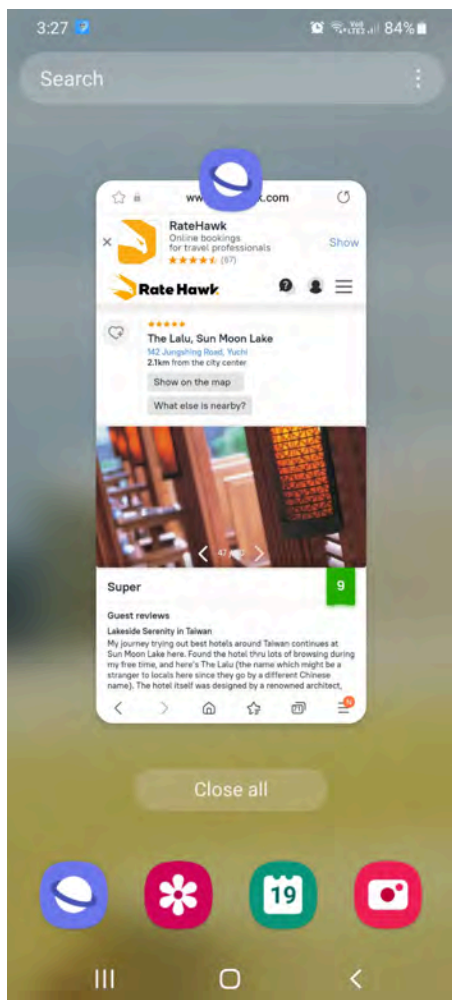 3:27
Vo))
LTE2
84%
Search
ww
k.com
RateHawk
Online bookings
for travel professionals
(67)
Show
Rate Hawk
The Lalu, Sun Moon Lake
142 Jungshing Road, Yuchi
2.1km from the city center
Show on the map
What else is nearby?
47/
Super
9
Guest reviews
Lakeside Serenity in Taiwan
My journey trying out best hotels around Taiwan continues at
Sun Moon Lake here. Found the hotel thru lots of browsing during
my free time, and here's The Lalu (the name which might be a
stranger to locals here since they go by a different Chinese
name). The hotel itself was designed by a renowned architect,
Close all
19